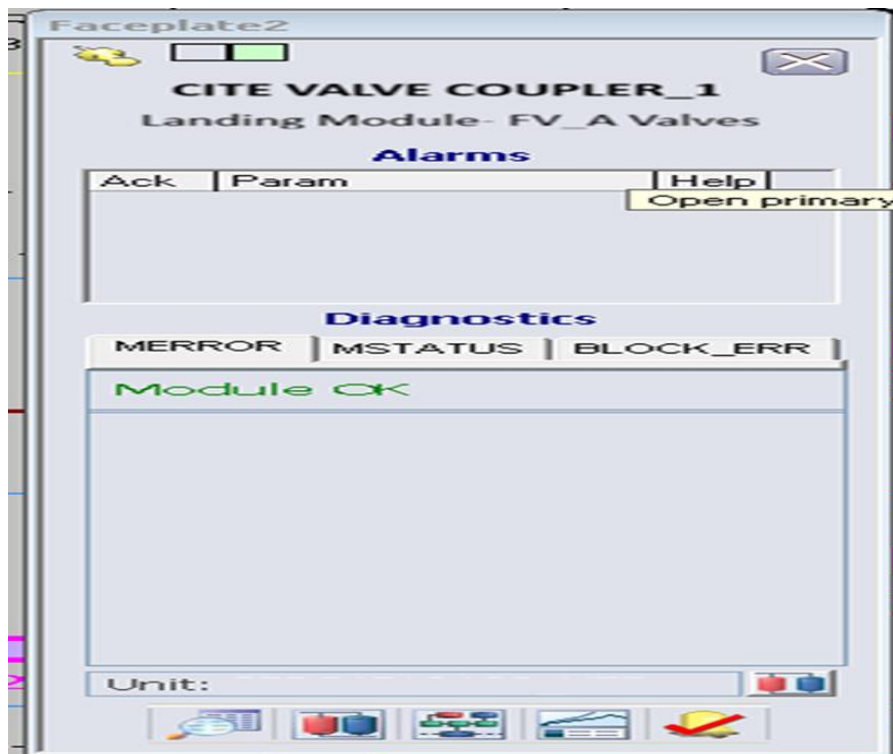 Faceplate2
CITE VALVE COUPLER_1
Landing Module- FV_A Valves
Alarms
Ack Param Help
Open primary
Diagnostics
MERROR MSTATUS BLOCK_ERR
Module OK
Unit: